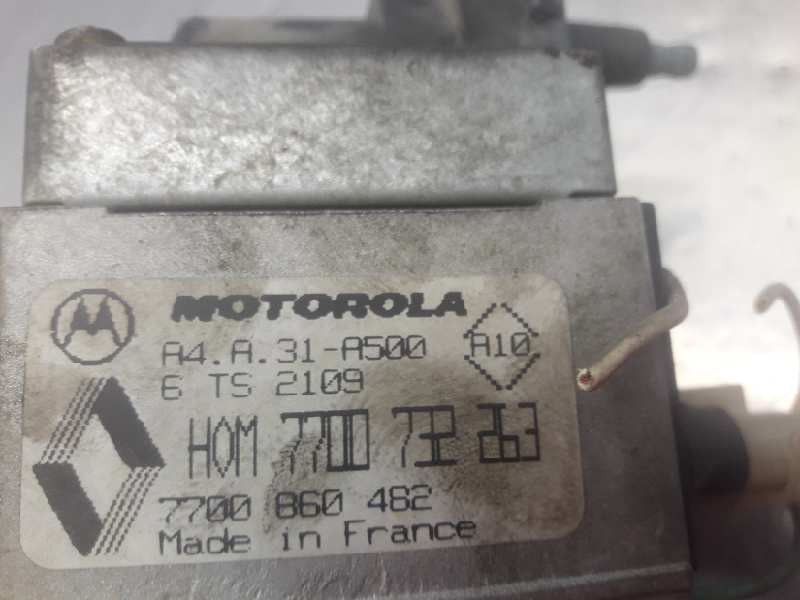 MOTOROLA
A4.A.31-A500
A10
6 TS 2109
HOM 7700 732 263
7700 860 482
Made in France